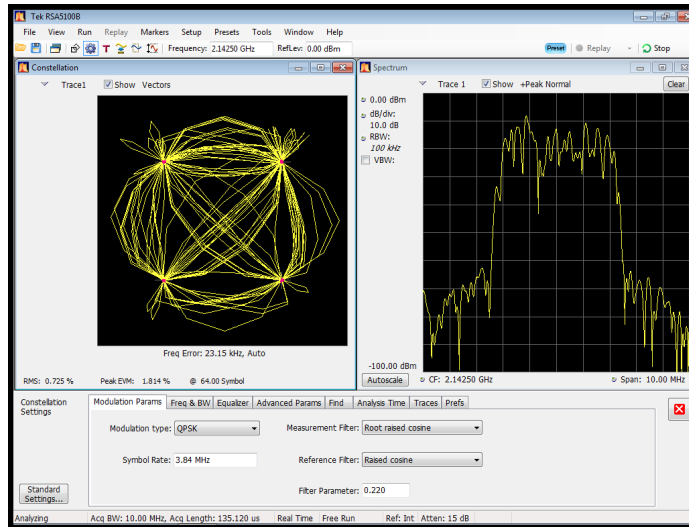 Tek RSA5100B
File View Run Replay Markers Setup Presets Tools Window Help
T Frequency: 2.14250 GHz RefLev: 0.00 dBm Preset Replay Stop
Constellation
Trace1 Show Vectors
Freq Error: 23.15 kHz, Auto
RMS: 0.725 % Peak EVM: 1.814 % @ 64.00 Symbol
Spectrum
Trace 1 Show +Peak Normal Clear
0.00 dBm
dB/div:
10.0 dB
RBW:
100 kHz
VBW:
-100.00 dBm
Autoscale CF: 2.14250 GHz Span: 10.00 MHz
Constellation
Settings
Modulation Params Freq & BW Equalizer Advanced Params Find Analysis Time Traces Prefs
Modulation type: QPSK Measurement Filter: Root raised cosine
Symbol Rate: 3.84 MHz Reference Filter: Raised cosine
Filter Parameter: 0.220
Standard
Settings...
Analyzing Acq BW: 10.00 MHz, Acq Length: 135.120 us Real Time Free Run Ref: Int Atten: 15 dB